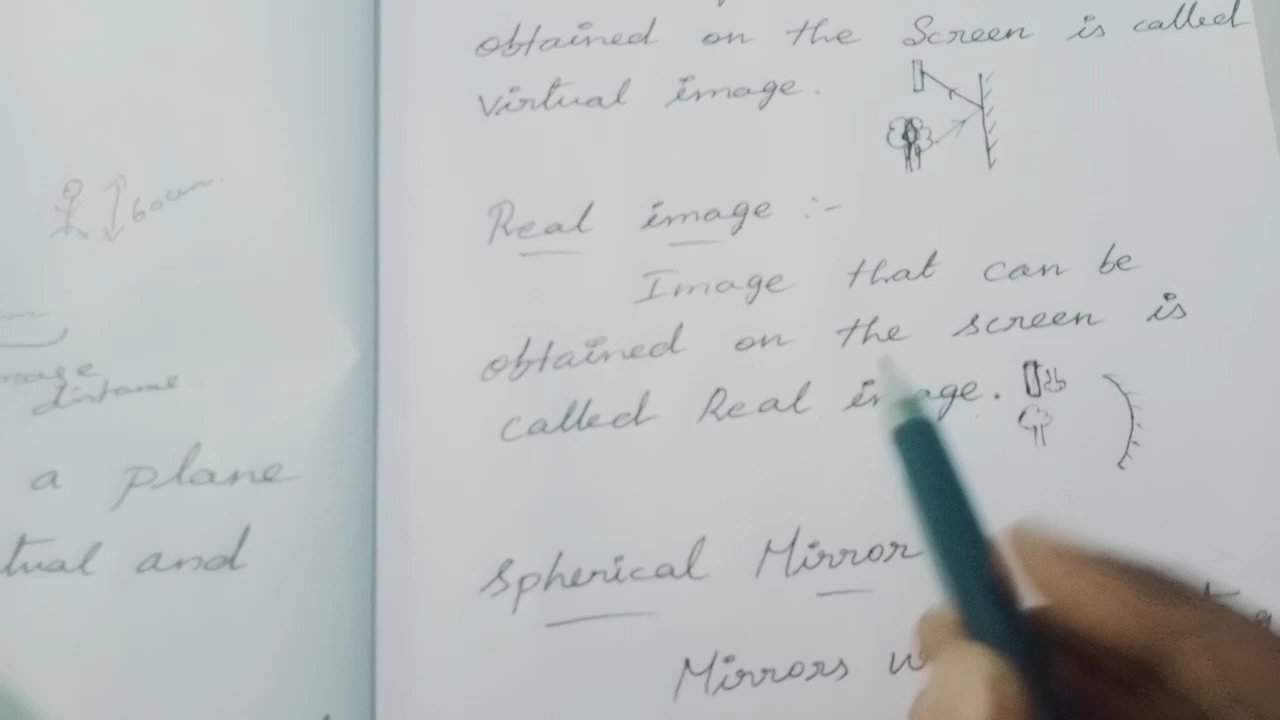 60cm
distance
a plane
and
obtained on the Screen is called
virtual image.
Real image :-
Image that can be
obtained on the screen is
called Real image.
Spherical Mirror
Mirrors